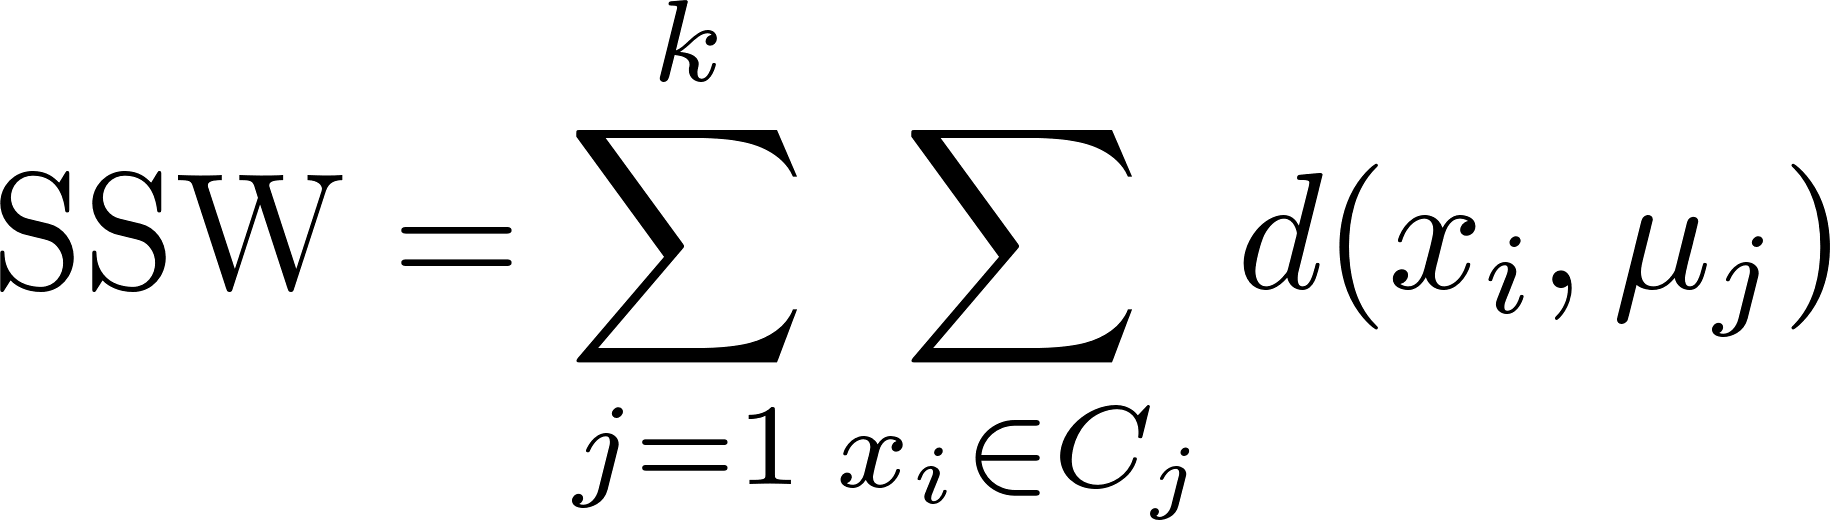 SSW = \sum_{j=1}^{k} \sum_{x_i \in C_j} d(x_i, \mu_j)